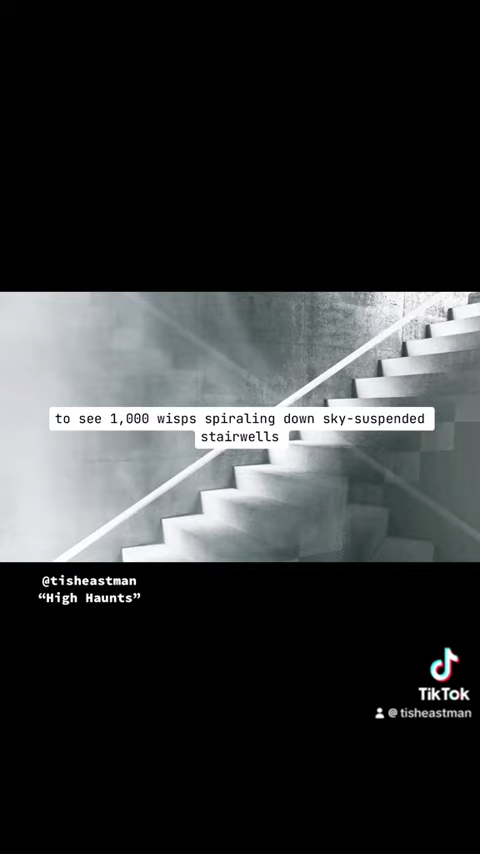 to see 1,000 wisps spiraling down sky-suspended
stairwells
@tisheastman
“High Haunts”
TikTok
@ tisheastman